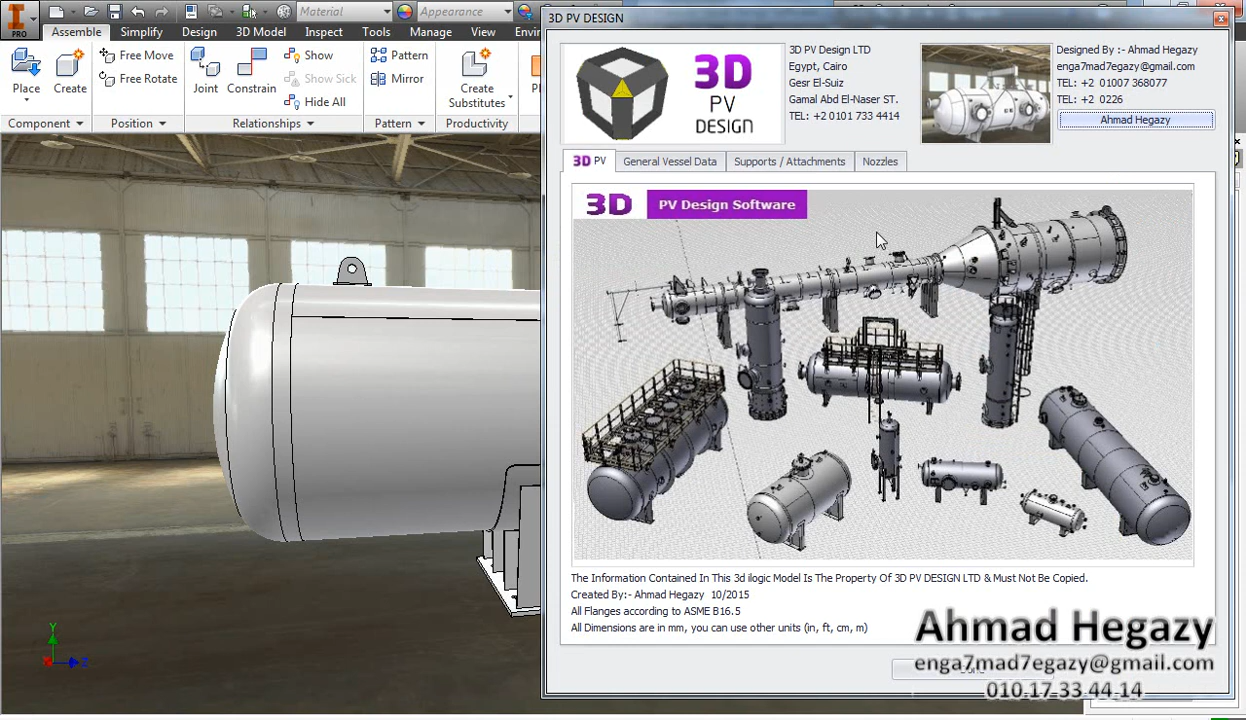 PRO
Material
Appearance
Assemble
Simplify
Design
3D Model
Inspect
Tools
Manage
View
Place
Create
Free Move
Free Rotate
Joint
Constrain
Show
Show Sick
Hide All
Pattern
Mirror
Create
Substitutes
Component
Position
Relationships
Pattern
Productivity
3D PV DESIGN
3D
PV
DESIGN
3D PV Design LTD
Egypt, Cairo
Gesr El-Suiz
Gamal Abd El-Naser ST.
TEL: +2 0101 733 4414
Designed By :- Ahmad Hegazy
enga7mad7egazy@gmail.com
TEL: +2 01007 368077
TEL: +2 0226
Ahmad Hegazy
3D PV
General Vessel Data
Supports / Attachments
Nozzles
3D
PV Design Software
The Information Contained In This 3d ilogic Model Is The Property Of 3D PV DESIGN LTD & Must Not Be Copied.
Created By:- Ahmad Hegazy 10/2015
All Flanges according to ASME B16.5
All Dimensions are in mm, you can use other units (in, ft, cm, m)
Ahmad Hegazy
enga7mad7egazy@gmail.com
010.17 33 44 14
Y
Z